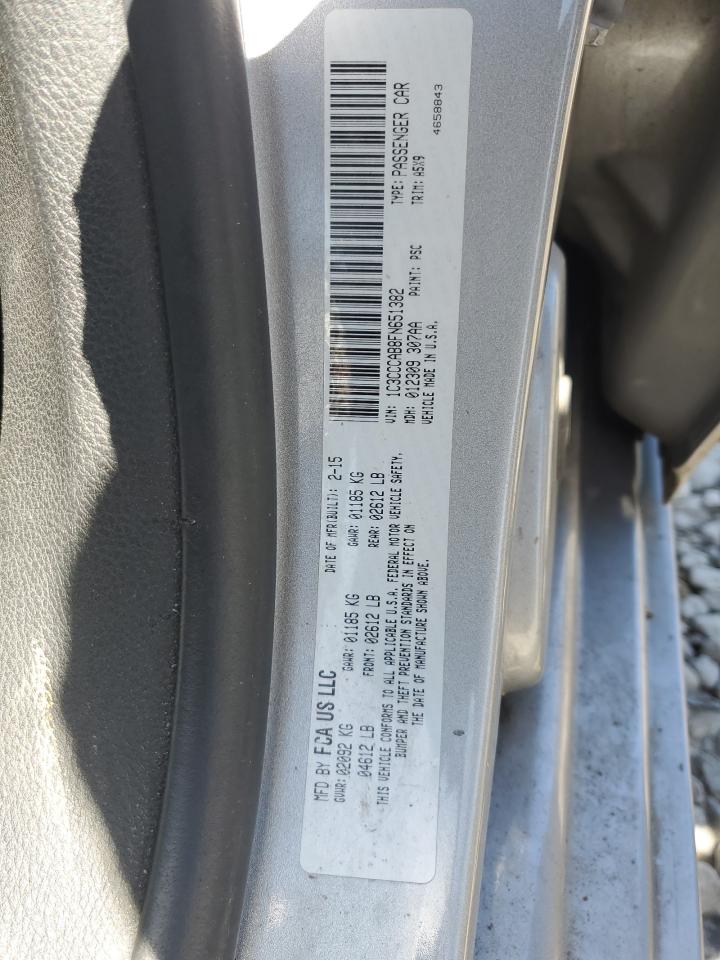 MFD BY FCA US LLC
DATE OF MFR(BUILT): 2-15
GVWR: 02092 KG
GAWR: 01185 KG
GAWR: 01185 KG
04612 LB
FRONT: 02612 LB
REAR: 02612 LB
THIS VEHICLE CONFORMS TO ALL APPLICABLE U.S.A. FEDERAL MOTOR VEHICLE SAFETY,
BUMPER AND THEFT PREVENTION STANDARDS IN EFFECT ON
THE DATE OF MANUFACTURE SHOWN ABOVE.
VIN: 1C3CCCAB8FN651382
TYPE: PASSENGER CAR
MDH: 012309 307AA
PAINT: PSC
TRIM: A5X9
VEHICLE MADE IN U.S.A.
4658843